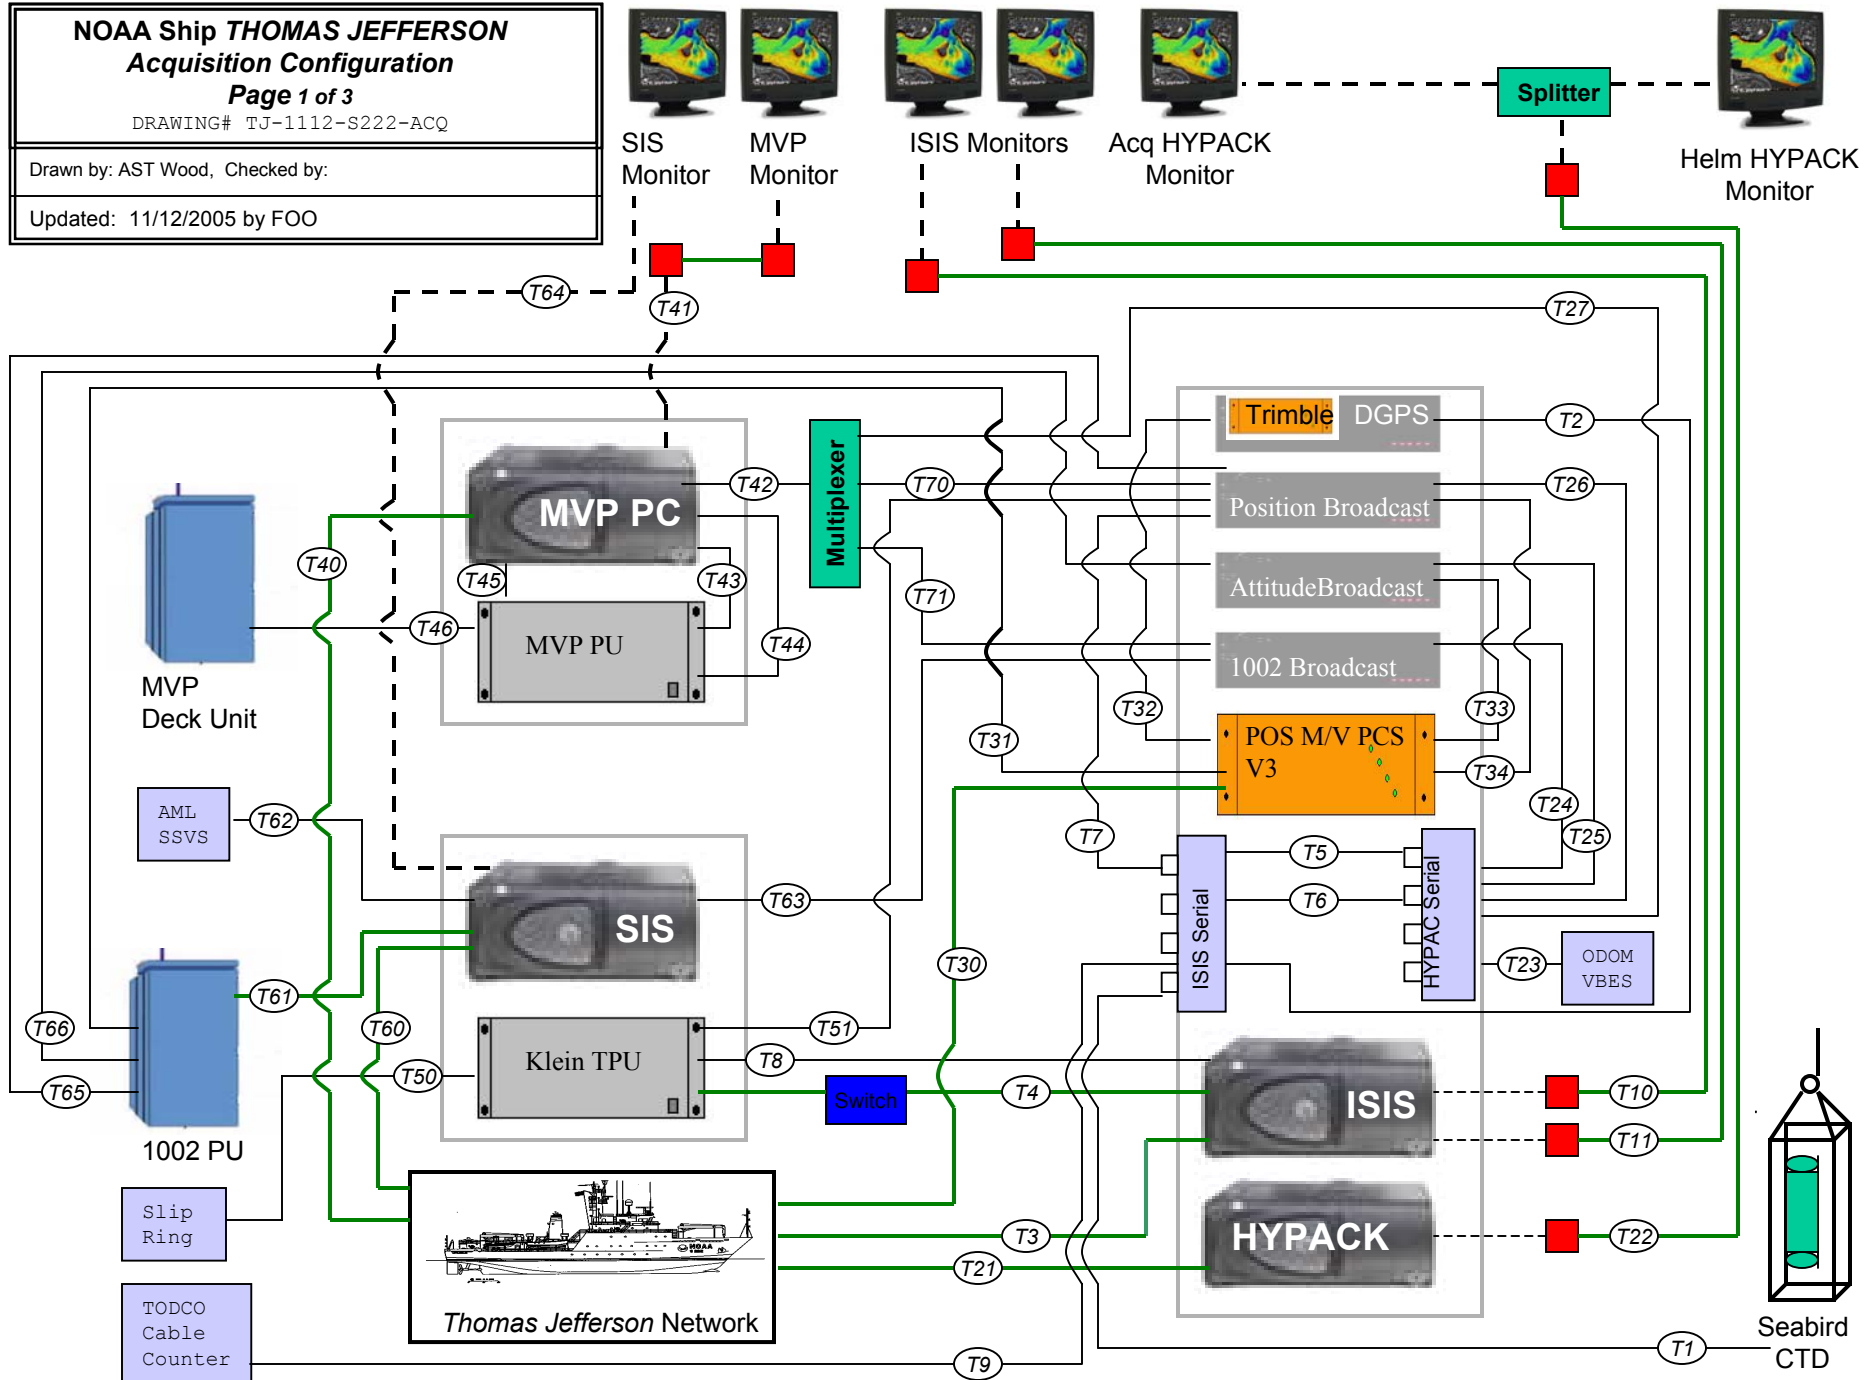 NOAA Ship THOMAS JEFFERSON
Acquisition Configuration
Page 1 of 3
DRAWING# TJ-1112-S222-ACQ
Drawn by: AST Wood, Checked by:
Updated: 11/12/2005 by FOO
SIS
Monitor
MVP
Monitor
ISIS Monitors
Acq HYPACK
Monitor
Splitter
Helm HYPACK
Monitor
T64
T41
T27
Trimble
DGPS
T2
MVP PC
T42
Multiplexer
T70
Position Broadcast
T26
T40
T45
T43
T71
AttitudeBroadcast
T46
MVP PU
T44
1002 Broadcast
MVP
Deck Unit
T32
T33
T31
POS M/V PCS
V3
T34
AML
SSVS
T62
T7
T5
T24
T25
SIS
T63
ISIS Serial
T6
HYPAC Serial
T30
T23
ODOM
VBES
T61
T66
T60
T51
Klein TPU
T8
T65
T50
Switch
T4
ISIS
T10
1002 PU
T11
Slip
Ring
T3
HYPACK
T22
NOAA
T21
Thomas Jefferson Network
TODCO
Cable
Counter
T9
T1
Seabird
CTD